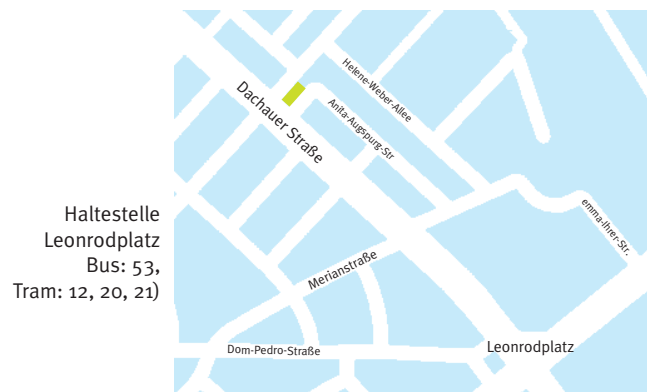 Helene-Weber-Allee
Dachauer Straße
Anita-Augspurg-Str
Haltestelle
Leonrodplatz
Bus: 53,
Tram: 12, 20, 21)
emma-Ihrer-Str.
Merianstraße
Dom-Pedro-Straße
Leonrodplatz